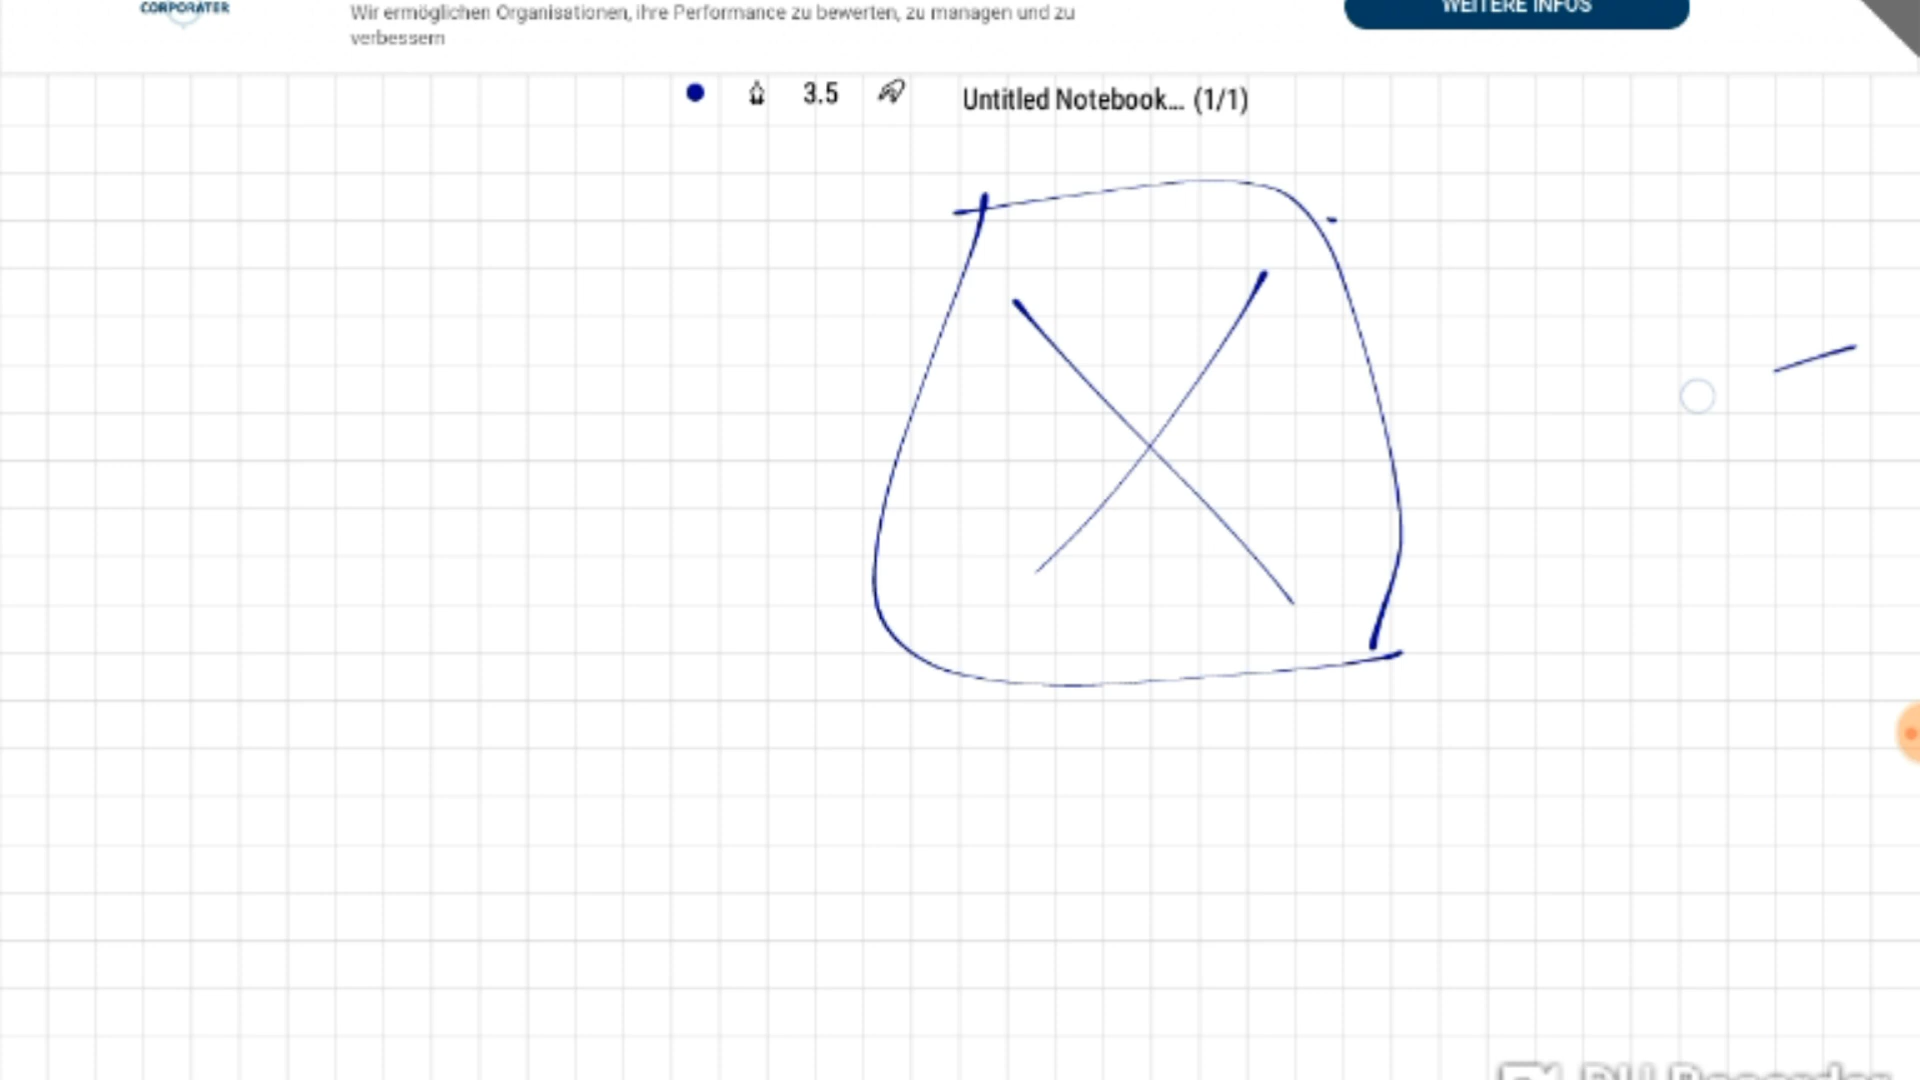 CORPORATER
Wir ermöglichen Organisationen, ihre Performance zu bewerten, zu managen und zu
verbessern
WEITERE INFOS
3.5
Untitled Notebook... (1/1)